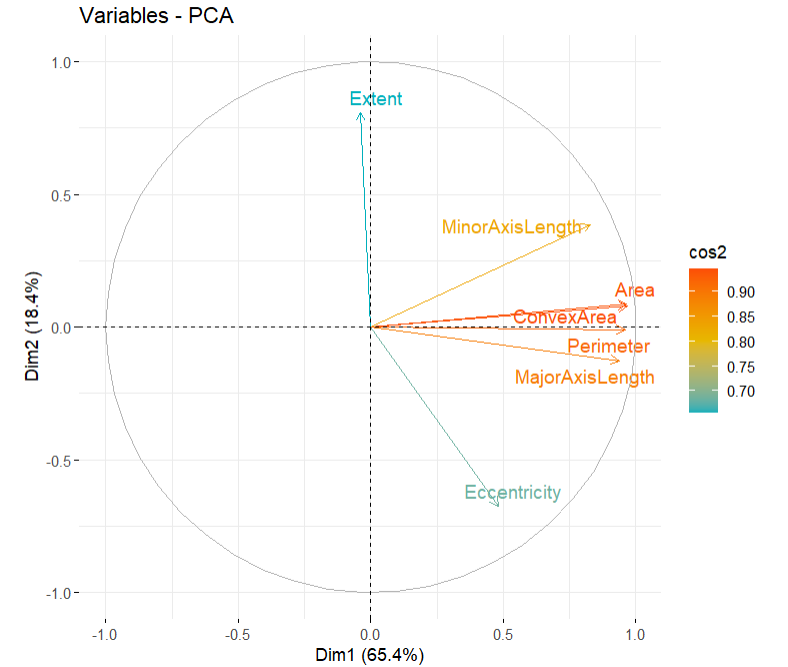 Variables - PCA
1.0
0.5
0.0
-0.5
-1.0
Dim2 (18.4%)
Extent
MinorAxisLength
Area
ConvexArea
Perimeter
MajorAxisLength
Eccentricity
-1.0
-0.5
0.0
0.5
1.0
Dim1 (65.4%)
cos2
0.90
0.85
0.80
0.75
0.70